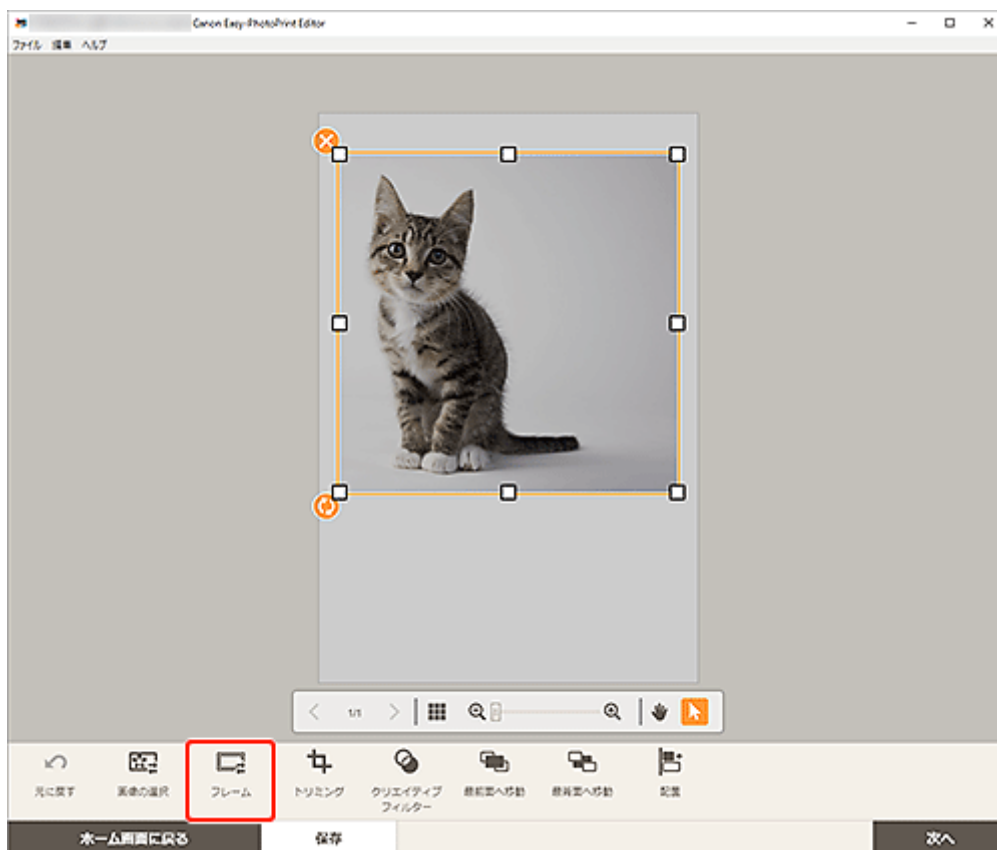 Canon Easy-PhotoPrint Editor
ファイル 編集 ヘルプ
1/1
元に戻す
画像の選択
フレーム
トリミング
クリエイティブ
フィルター
最前面へ移動
最背面へ移動
配置
ホーム画面に戻る
保存
次へ